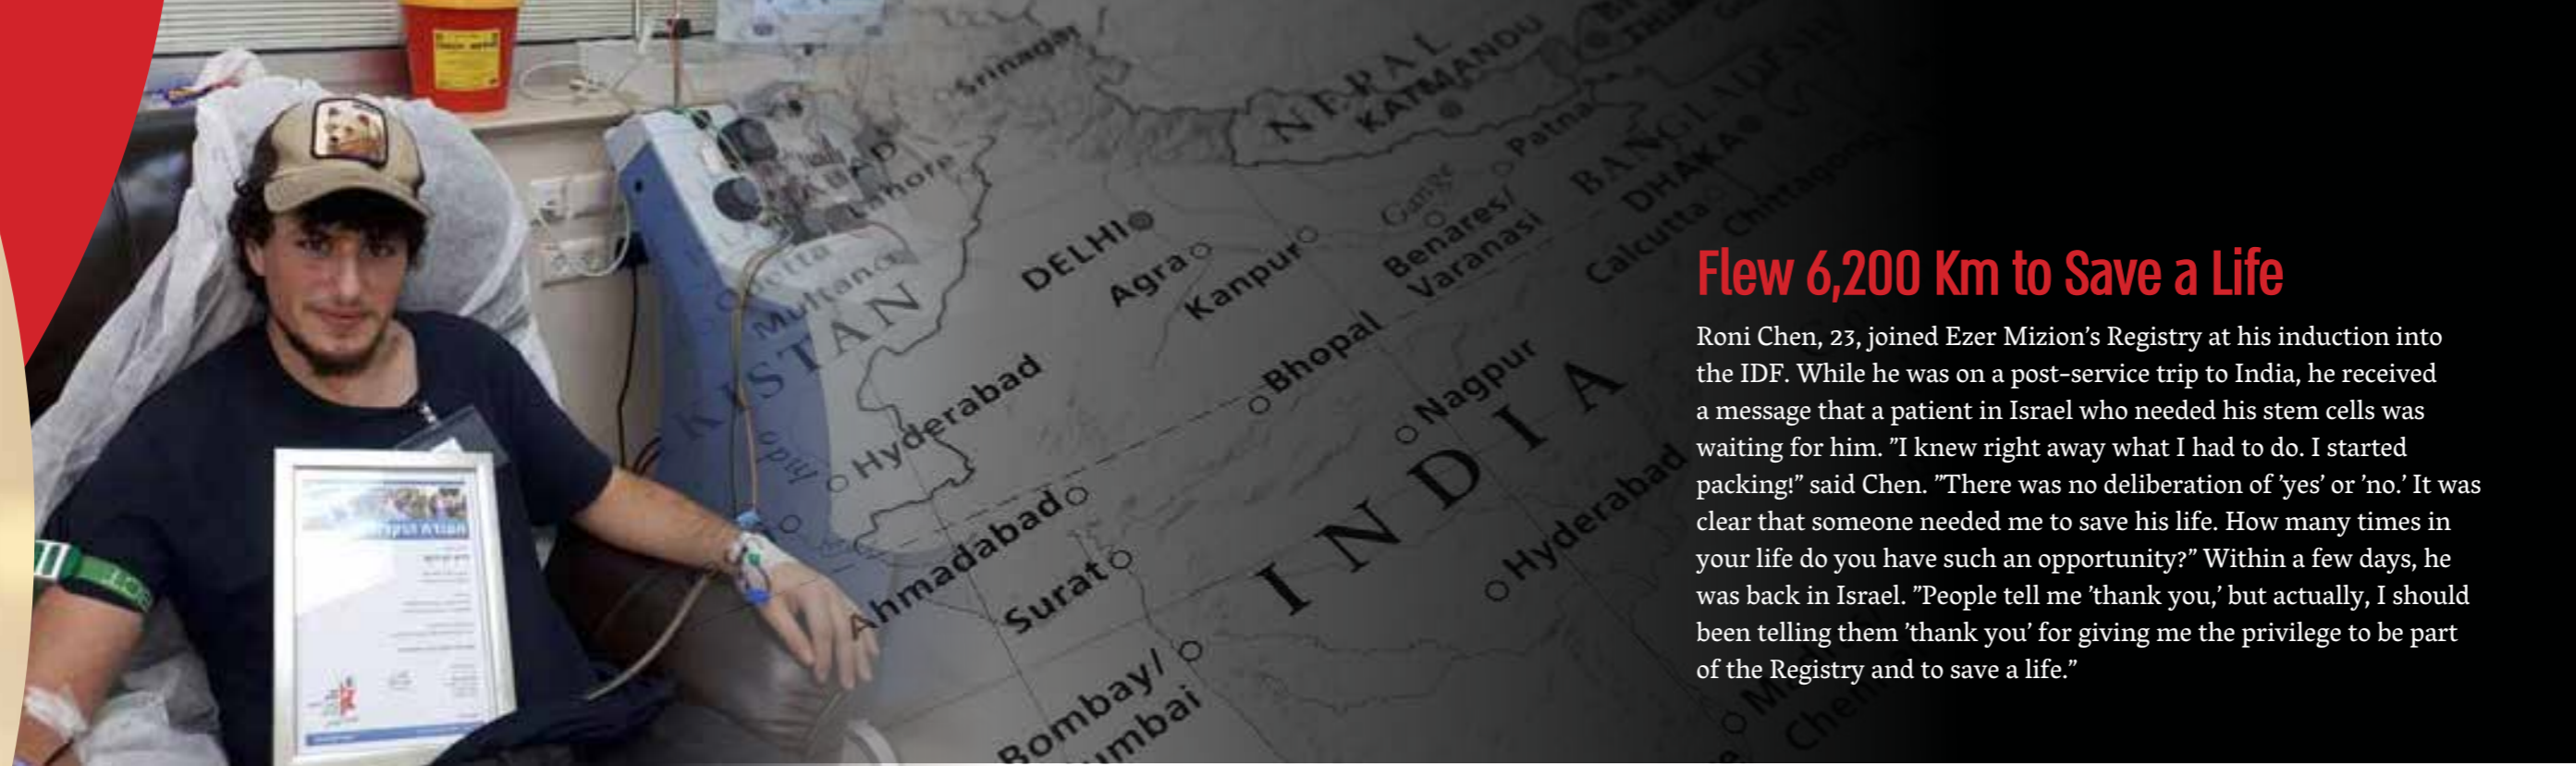 Srinagar
NEPAL
KATMANDU
Patna
BANGLADESH
DHAKA
Chittagong
Calcutta
Lahore
Multan
KISTAN
DELHI
Agra
Kanpur
Gange
Benares/
Varanasi
Hyderabad
Bhopal
Nagpur
INDIA
Hyderabad
Ahmadabad
Surat
Bombay/
umbai
Flew 6,200 Km to Save a Life
Roni Chen, 23, joined Ezer Mizion’s Registry at his induction into
the IDF. While he was on a post-service trip to India, he received
a message that a patient in Israel who needed his stem cells was
waiting for him. ”I knew right away what I had to do. I started
packing!” said Chen. ”There was no deliberation of ’yes’ or ’no.’ It was
clear that someone needed me to save his life. How many times in
your life do you have such an opportunity?” Within a few days, he
was back in Israel. ”People tell me ’thank you,’ but actually, I should
been telling them ’thank you’ for giving me the privilege to be part
of the Registry and to save a life.”